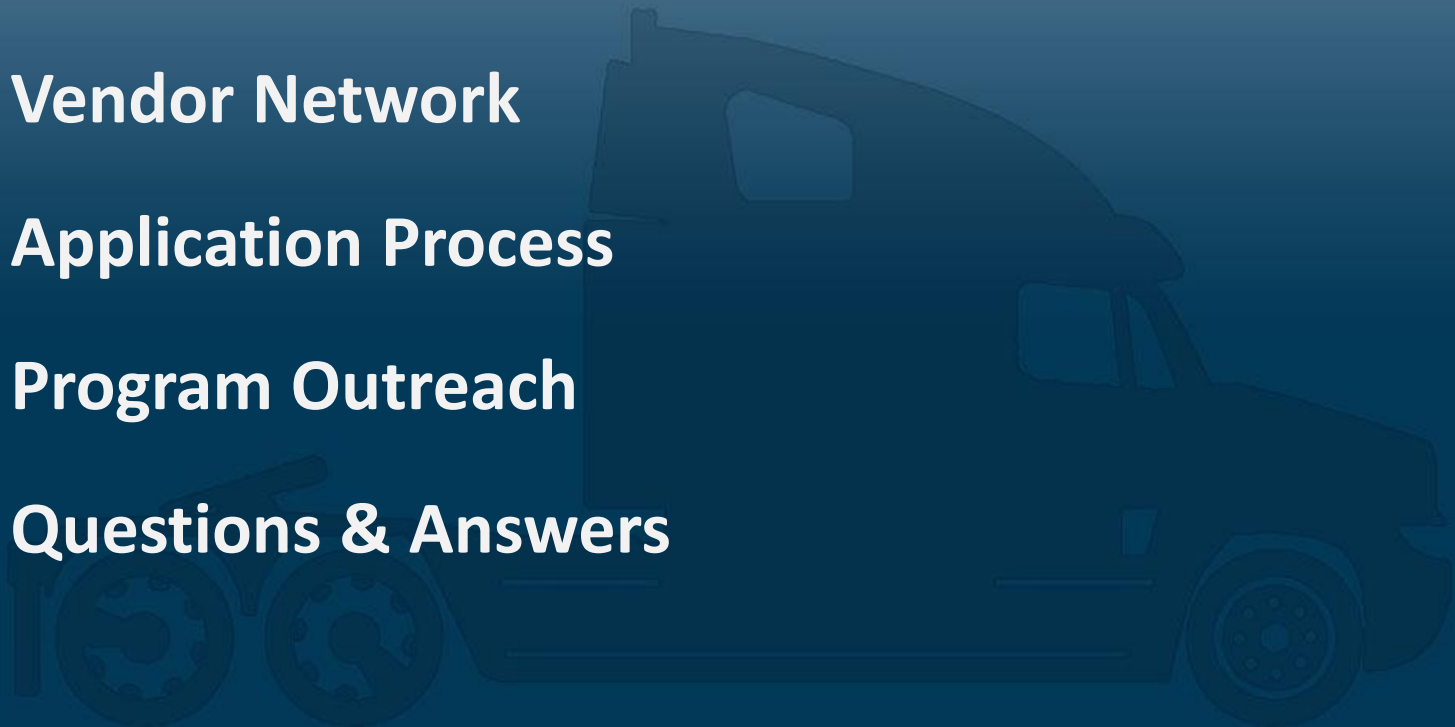 Vendor Network
Application Process
Program Outreach
Questions & Answers